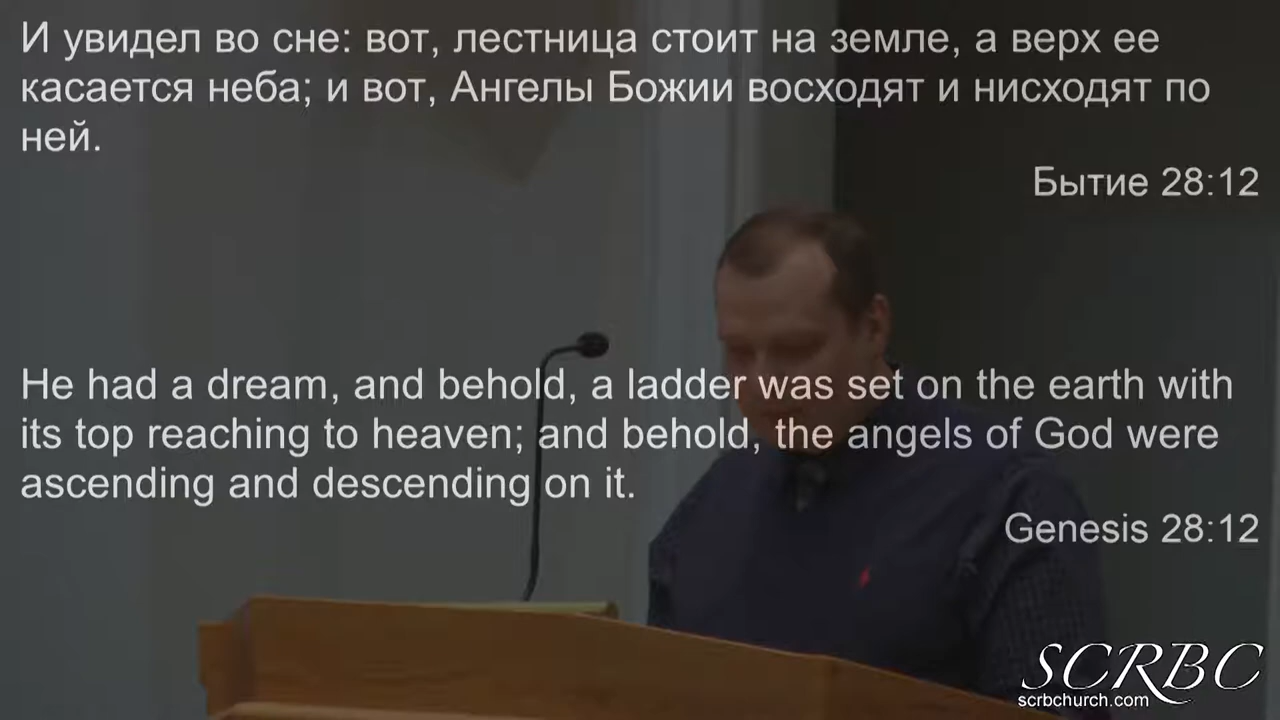 И увидел во сне: вот, лестница стоит на земле, а верх ее
касается неба; и вот, Ангелы Божии восходят и нисходят по
ней.
Бытие 28:12
He had a dream, and behold, a ladder was set on the earth with
its top reaching to heaven; and behold, the angels of God were
ascending and descending on it.
Genesis 28:12
SCRBC
scrbchurch.com